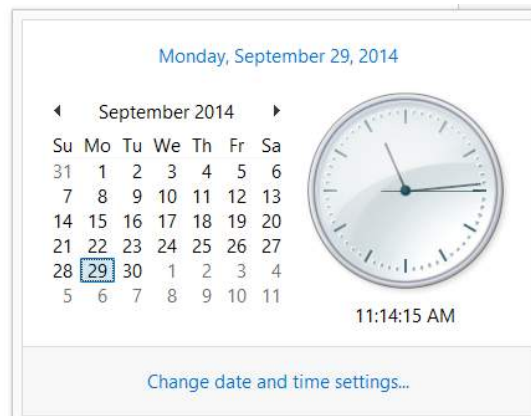 Monday, September 29, 2014
September 2014
Su Mo Tu We Th Fr Sa
31 1 2 3 4 5 6
7 8 9 10 11 12 13
14 15 16 17 18 19 20
21 22 23 24 25 26 27
28 29 30 1 2 3 4
5 6 7 8 9 10 11
11:14:15 AM
Change date and time settings...